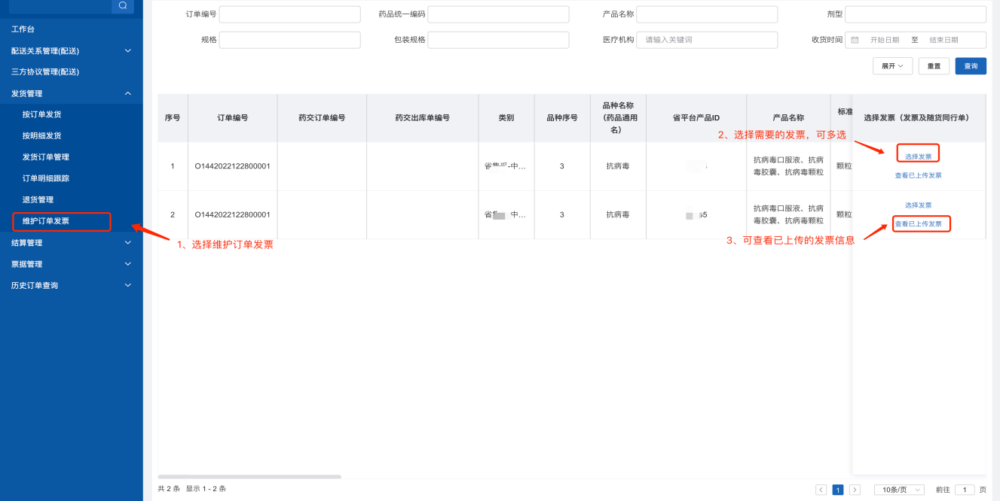 工作台
配送关系管理(配送)
三方协议管理(配送)
发货管理
按订单发货
按明细发货
发货订单管理
订单明细跟踪
退货管理
维护订单发票
结算管理
票据管理
历史订单查询
订单编号
药品统一编码
产品名称
剂型
规格
包装规格
医疗机构 请输入关键词
收货时间 开始日期 至 结束日期
展开 重置 查询
序号
订单编号
药交订单编号
药交出库单编号
类别
品种序号
品种名称
(药品通用
名)
省平台产品ID
产品名称
标准
选择发票（发票及随货同行单）
1
O1442022122800001
-中...
3
抗病毒
抗病毒口服液、抗病
毒胶囊、抗病毒颗粒
颗粒
选择发票
查看已上传发票
2
O1442022122800001
中...
3
抗病毒
抗病毒口服液、抗病
毒胶囊、抗病毒颗粒
颗粒
选择发票
查看已上传发票
1、选择维护订单发票
2、选择需要的发票，可多选
3、可查看已上传的发票信息
共 2 条 显示 1 - 2 条
1
10条/页
前往 1 页